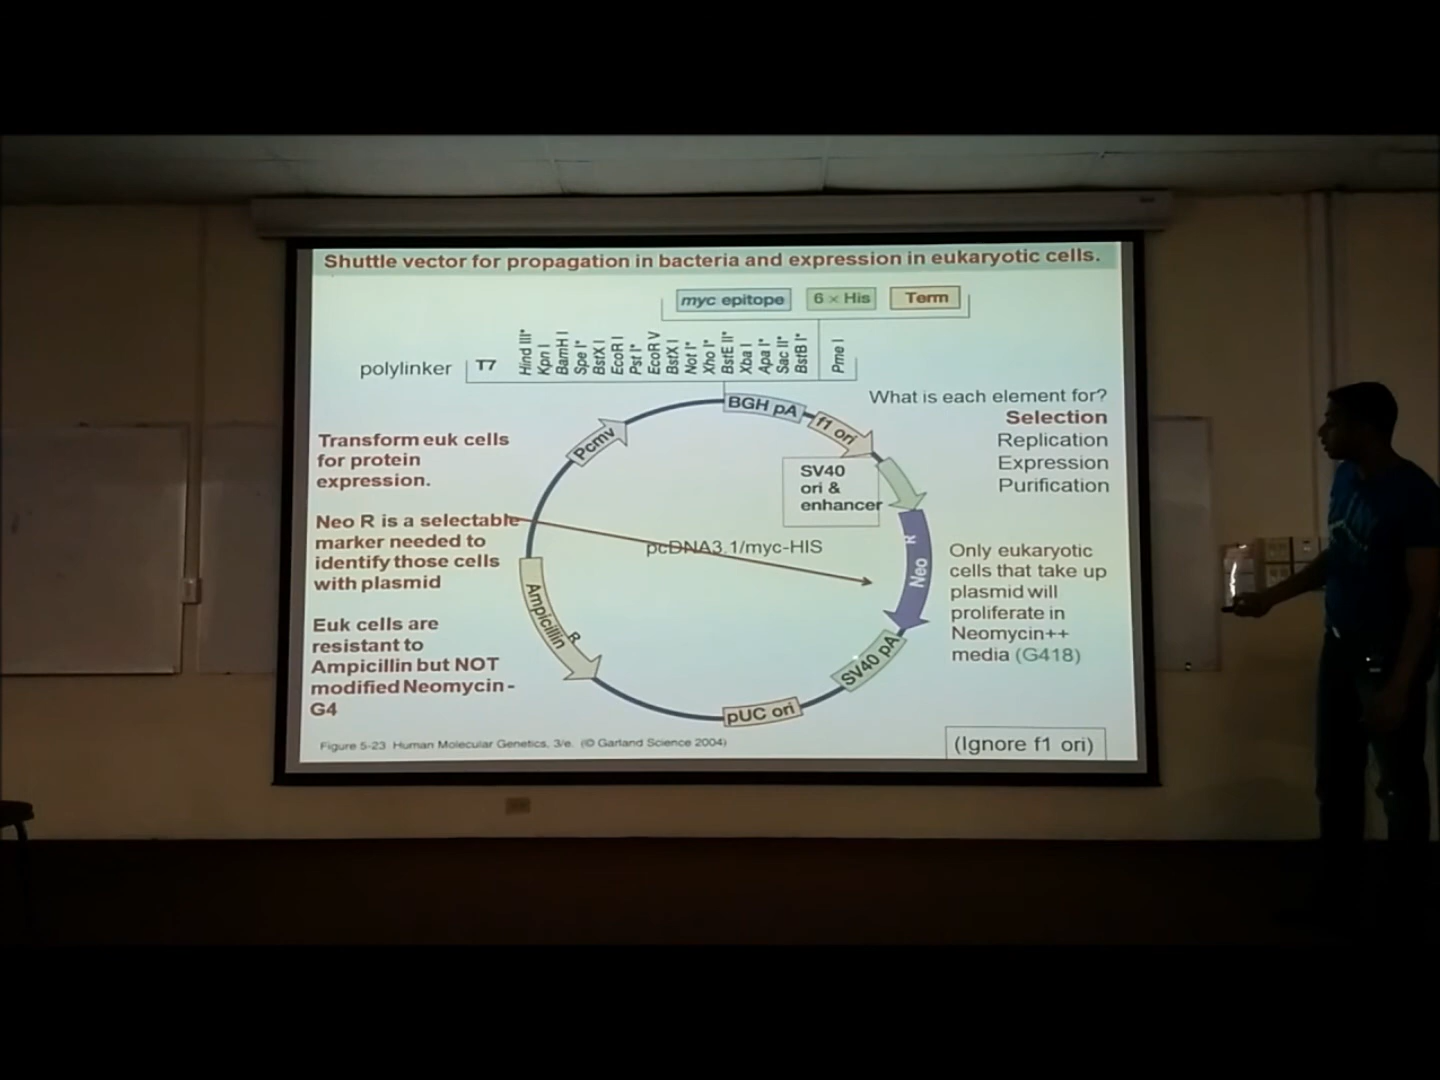 Shuttle vector for propagation in bacteria and expression in eukaryotic cells.
myc epitope
6 × His
Term
polylinker
T7
Hind III*
Kpn I
BamH I
Spe I*
BstX I
EcoR I
Pst I*
EcoR V
BstX I
Not I*
Xho I*
BstE II*
Xba I
Apa I*
Sac II*
BstB I*
Pme I
What is each element for?
Selection
Replication
Expression
Purification
BGH pA
f1 ori
Pcmv
SV40
ori &
enhancer
Transform euk cells
for protein
expression.
Neo R is a selectable
marker needed to
identify those cells
with plasmid
Euk cells are
resistant to
Ampicillin but NOT
modified Neomycin-
G4
pcDNA3.1/myc-HIS
Neo R
Ampicillin R
SV40 pA
pUC ori
Only eukaryotic
cells that take up
plasmid will
proliferate in
Neomycin++
media (G418)
Figure 5-23 Human Molecular Genetics, 3/e. (© Garland Science 2004)
(Ignore f1 ori)